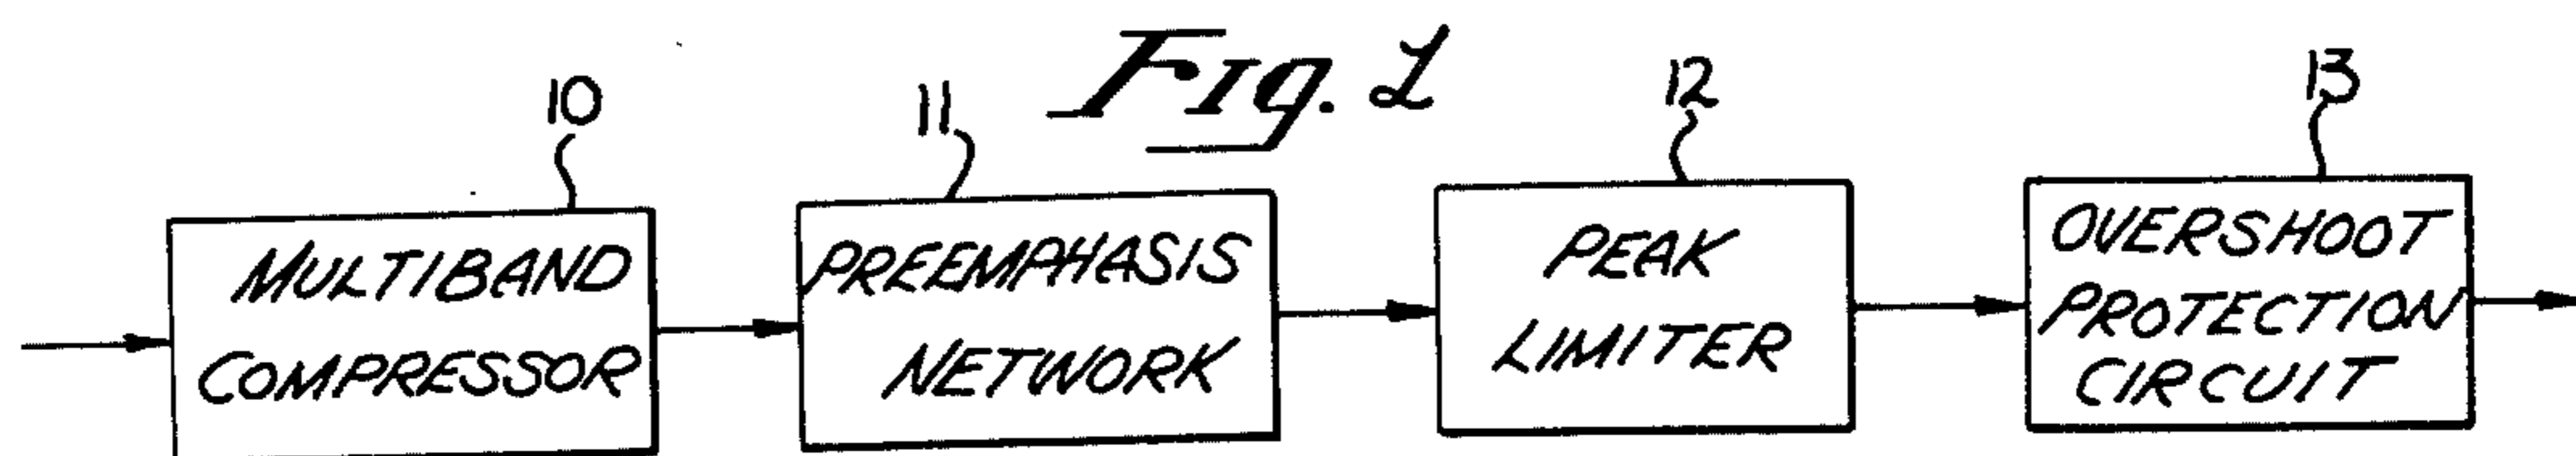 Fig. 1
10
11
12
13
MULTIBAND
COMPRESSOR
PREEMPHASIS
NETWORK
PEAK
LIMITER
OVERSHOOT
PROTECTION
CIRCUIT